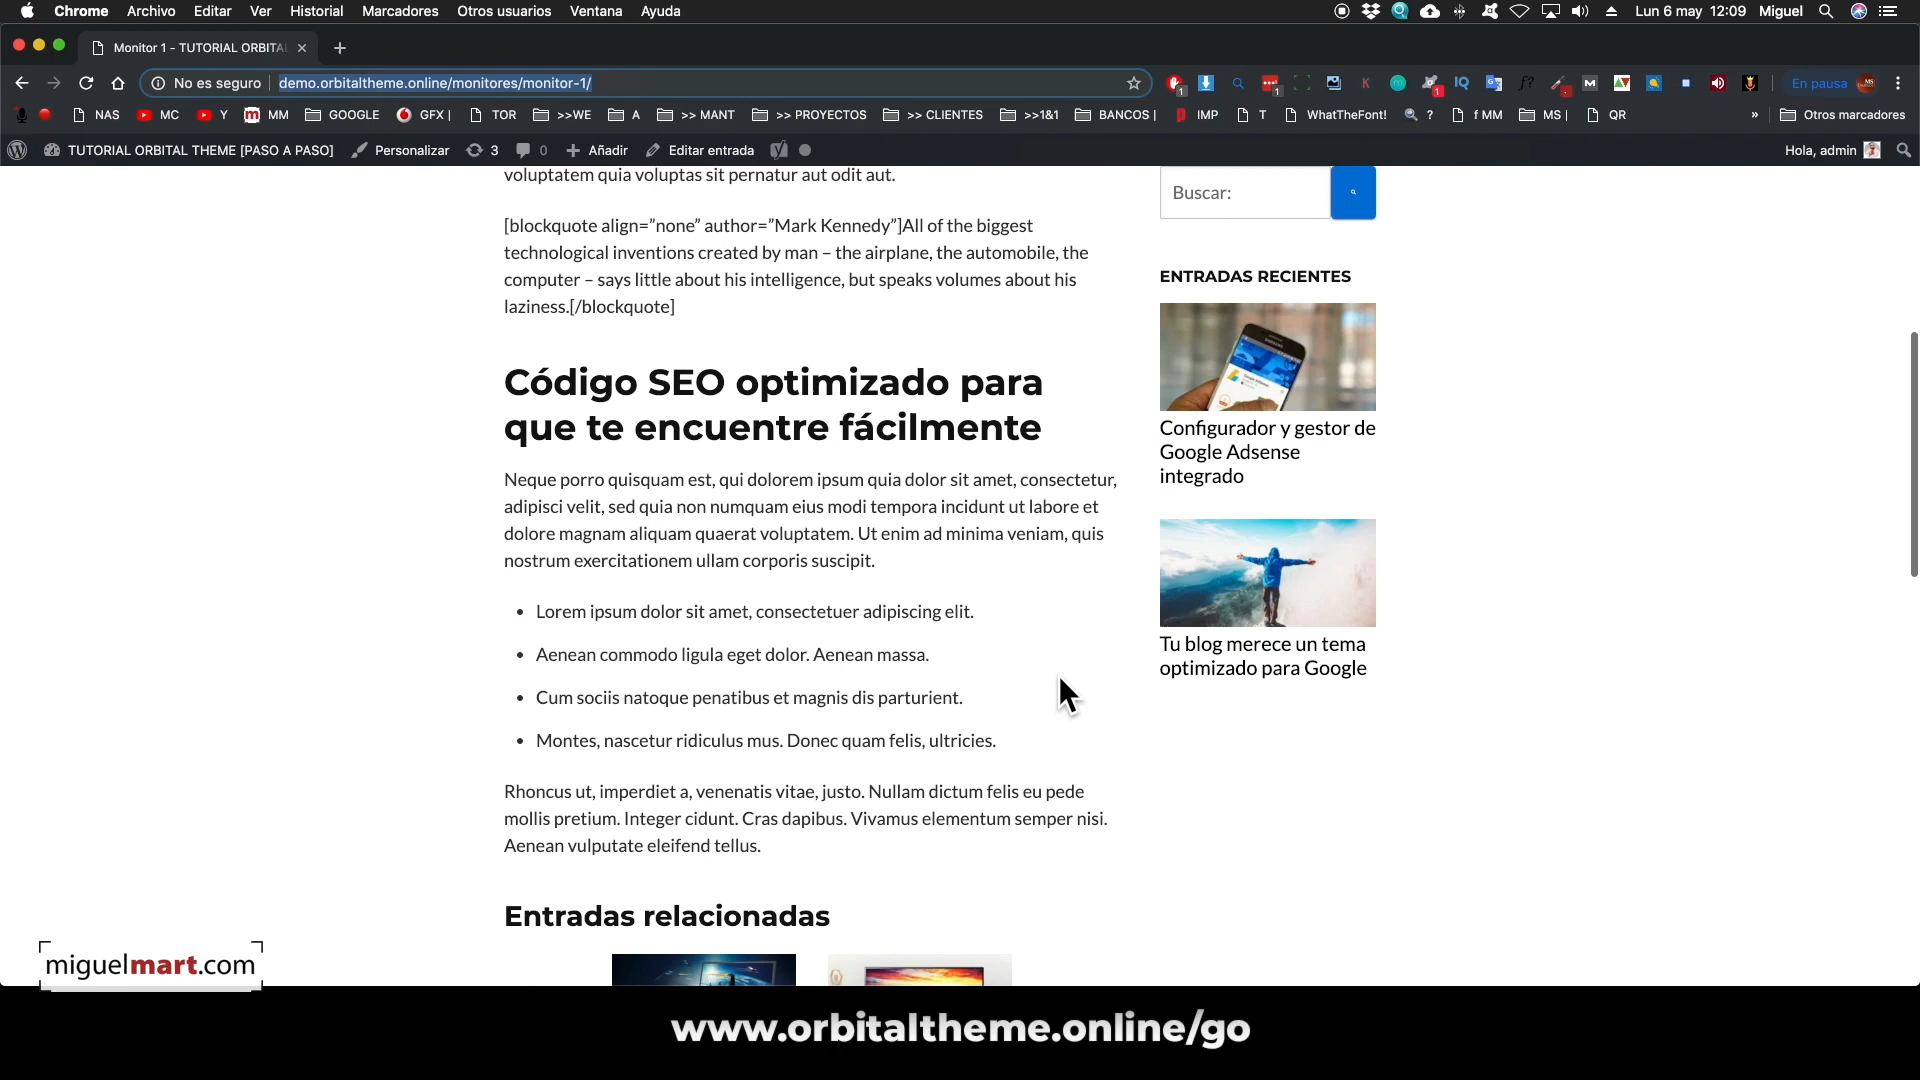 Chrome Archivo Editar Ver Historial Marcadores Otros usuarios Ventana Ayuda Lun 6 may 12:09 Miguel
Monitor 1 - TUTORIAL ORBITAL
No es seguro demo.orbitaltheme.online/monitores/monitor-1/ En pausa
NAS MC Y MM GOOGLE GFX | TOR >>WE A >> MANT >> PROYECTOS >> CLIENTES >>1&1 BANCOS | IMP T WhatTheFont! ? f MM MS | QR » Otros marcadores
TUTORIAL ORBITAL THEME [PASO A PASO] Personalizar 3 0 Añadir Editar entrada Hola, admin
voluptatem quia voluptas sit pernatur aut odit aut.
[blockquote align=”none” author=”Mark Kennedy”]All of the biggest
technological inventions created by man – the airplane, the automobile, the
computer – says little about his intelligence, but speaks volumes about his
laziness.[/blockquote]
Código SEO optimizado para
que te encuentre fácilmente
Neque porro quisquam est, qui dolorem ipsum quia dolor sit amet, consectetur,
adipisci velit, sed quia non numquam eius modi tempora incidunt ut labore et
dolore magnam aliquam quaerat voluptatem. Ut enim ad minima veniam, quis
nostrum exercitationem ullam corporis suscipit.
• Lorem ipsum dolor sit amet, consectetuer adipiscing elit.
• Aenean commodo ligula eget dolor. Aenean massa.
• Cum sociis natoque penatibus et magnis dis parturient.
• Montes, nascetur ridiculus mus. Donec quam felis, ultricies.
Rhoncus ut, imperdiet a, venenatis vitae, justo. Nullam dictum felis eu pede
mollis pretium. Integer cidunt. Cras dapibus. Vivamus elementum semper nisi.
Aenean vulputate eleifend tellus.
Entradas relacionadas
Buscar:
ENTRADAS RECIENTES
Configurador y gestor de
Google Adsense
integrado
Tu blog merece un tema
optimizado para Google
miguelmart.com
www.orbitaltheme.online/go